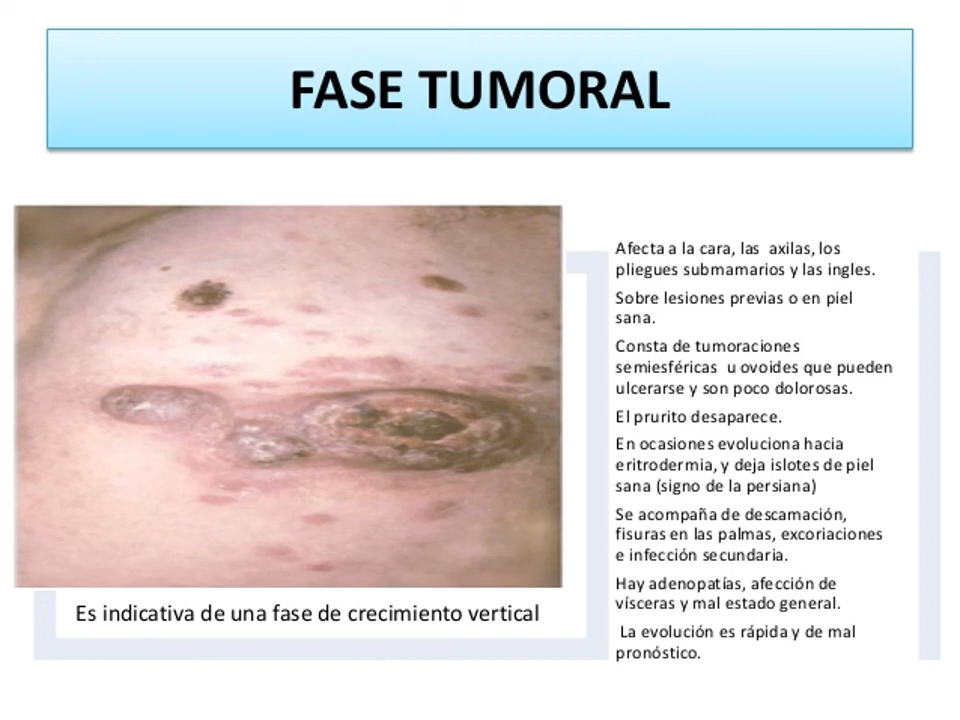 FASE TUMORAL
Afecta a la cara, las axilas, los
pliegues submamarios y las ingles.
Sobre lesiones previas o en piel
sana.
Consta de tumoraciones
semiesféricas u ovoides que pueden
ulcerarse y son poco dolorosas.
El prurito desaparece.
En ocasiones evoluciona hacia
eritrodermia, y deja islotes de piel
sana (signo de la persiana)
Se acompaña de descamación,
fisuras en las palmas, excoriaciones
e infección secundaria.
Hay adenopatías, afección de
vísceras y mal estado general.
La evolución es rápida y de mal
pronóstico.
Es indicativa de una fase de crecimiento vertical